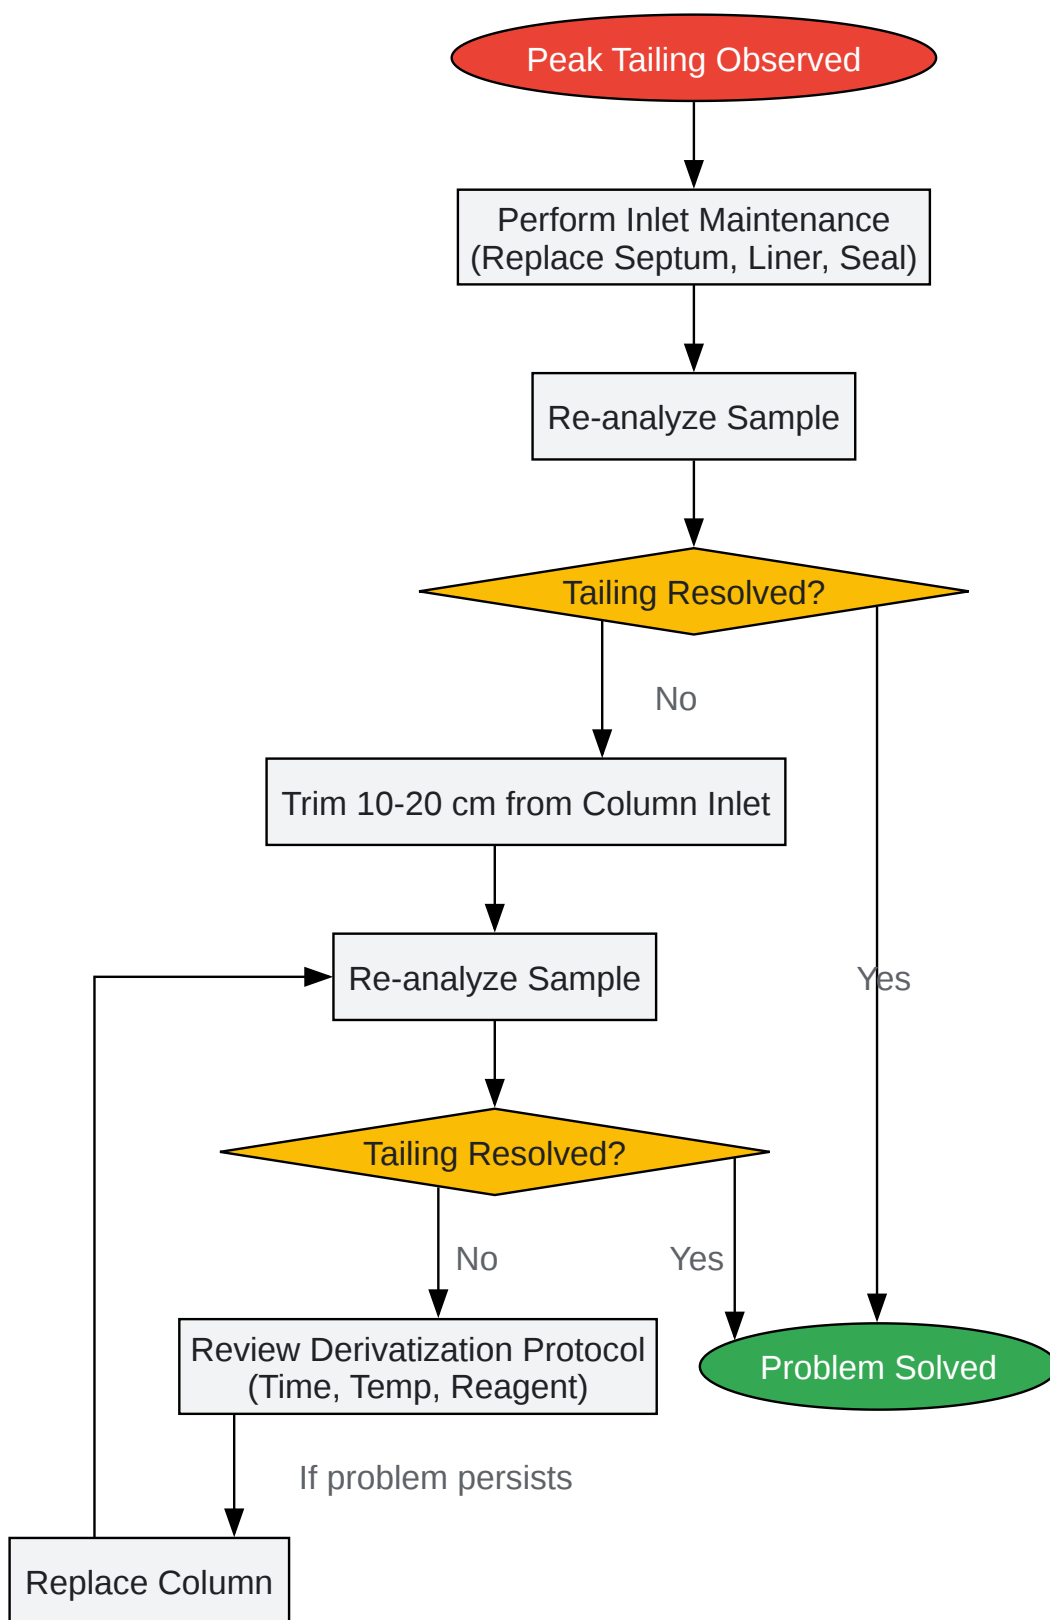 Peak Tailing Observed
Perform Inlet Maintenance
(Replace Septum, Liner, Seal)
Re-analyze Sample
Tailing Resolved?
No
Trim 10-20 cm from Column Inlet
Re-analyze Sample
Yes
Tailing Resolved?
No
Yes
Review Derivatization Protocol
(Time, Temp, Reagent)
Problem Solved
If problem persists
Replace Column